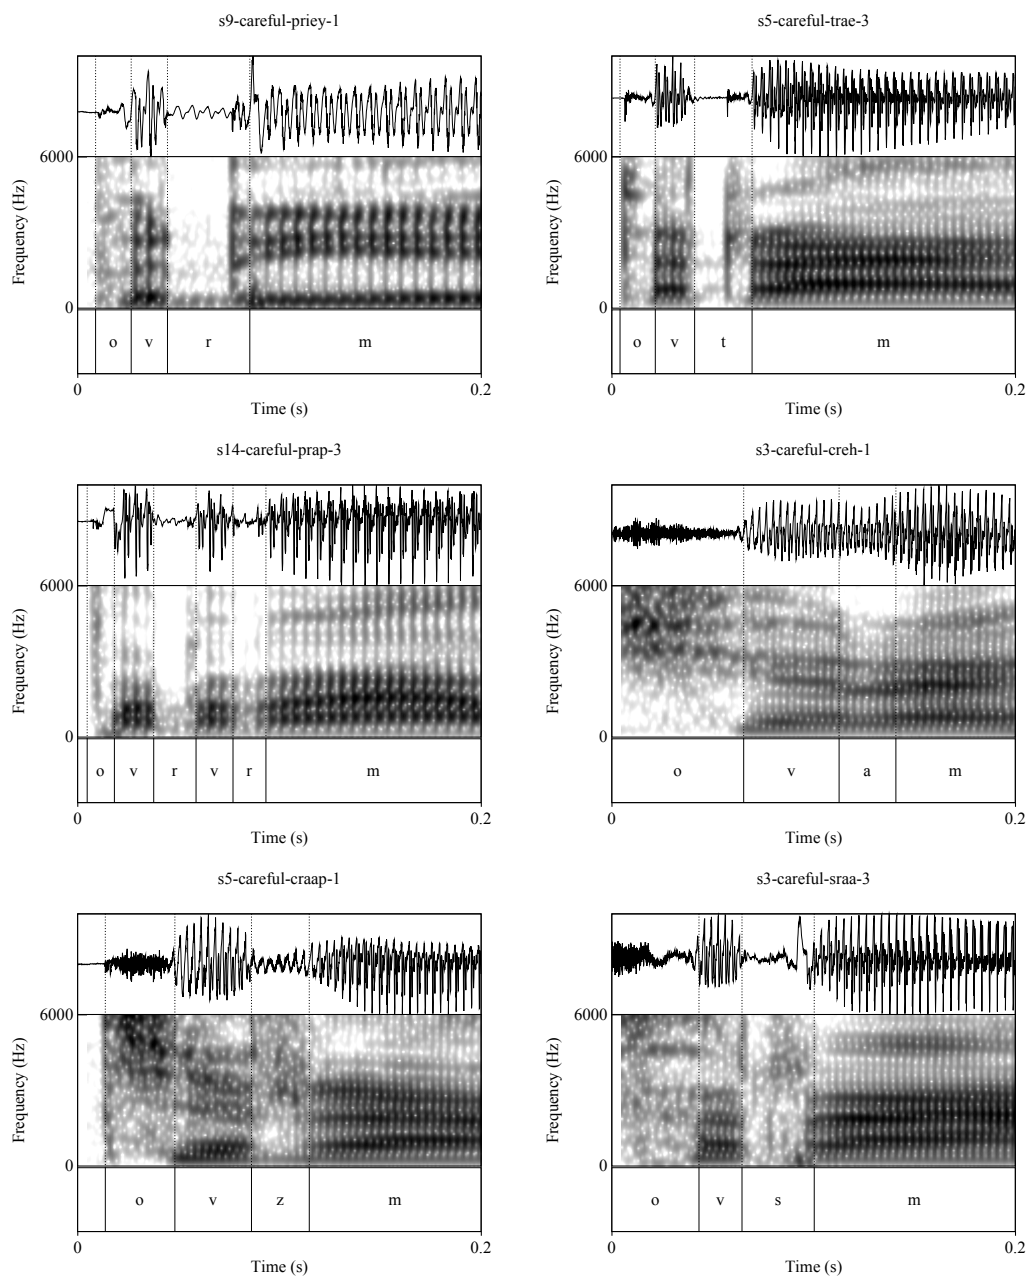 s9-careful-priey-1
6000
Frequency (Hz)
0
o v r m
0 0.2
Time (s)
s5-careful-trae-3
6000
Frequency (Hz)
0
o v t m
0 0.2
Time (s)
s14-careful-prap-3
6000
Frequency (Hz)
0
o v r v r m
0 0.2
Time (s)
s3-careful-creh-1
6000
Frequency (Hz)
0
o v a m
0 0.2
Time (s)
s5-careful-craap-1
6000
Frequency (Hz)
0
o v z m
0 0.2
Time (s)
s3-careful-sraa-3
6000
Frequency (Hz)
0
o v s m
0 0.2
Time (s)